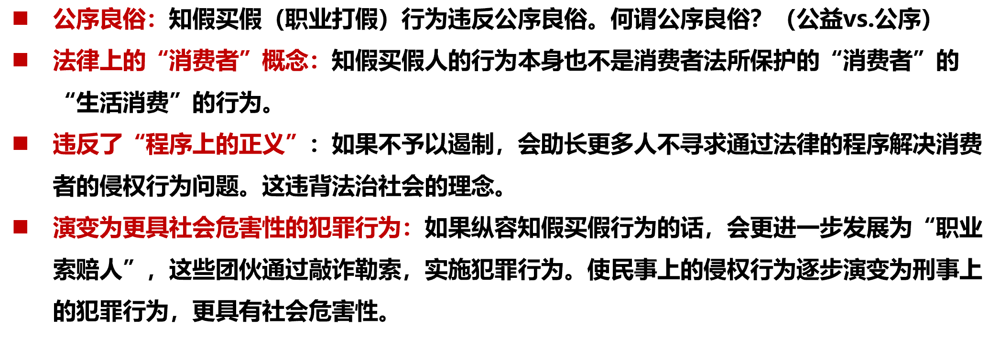 ■ 公序良俗：知假买假（职业打假）行为违反公序良俗。何谓公序良俗？（公益vs.公序）
■ 法律上的“消费者”概念：知假买假人的行为本身也不是消费者法所保护的“消费者”的
“生活消费”的行为。
■ 违反了“程序上的正义”：如果不予以遏制，会助长更多人不寻求通过法律的程序解决消费
者的侵权行为问题。这违背法治社会的理念。
■ 演变为更具社会危害性的犯罪行为：如果纵容知假买假行为的话，会更进一步发展为“职业
索赔人”，这些团伙通过敲诈勒索，实施犯罪行为。使民事上的侵权行为逐步演变为刑事上
的犯罪行为，更具有社会危害性。